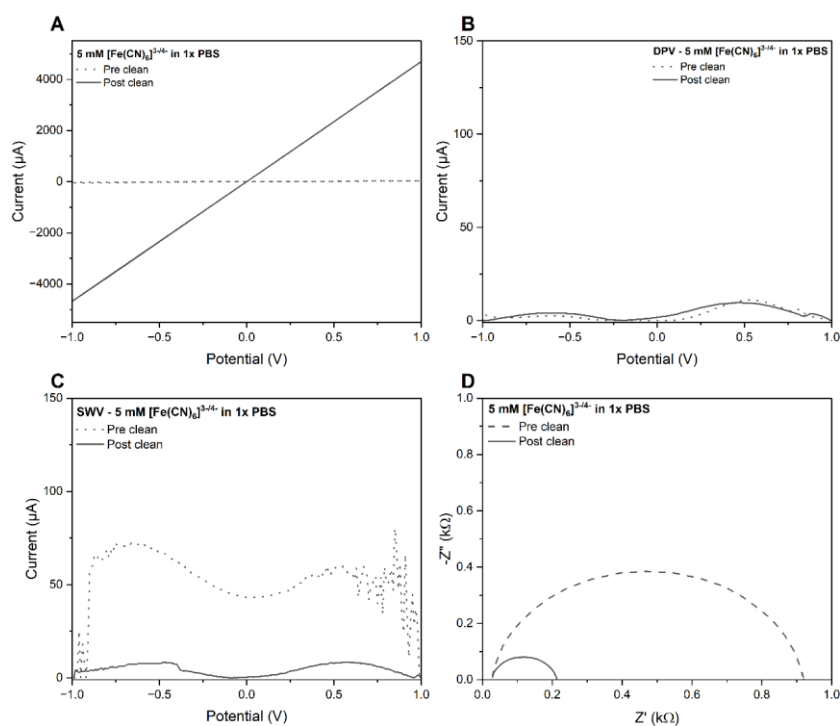 A
5 mM [Fe(CN)₆]³⁻/⁴⁻ in 1x PBS
Pre clean
Post clean
4000
2000
0
−2000
−4000
Current (µA)
−1.0
−0.5
0.0
0.5
1.0
Potential (V)
B
DPV - 5 mM [Fe(CN)₆]³⁻/⁴⁻ in 1x PBS
Pre clean
Post clean
150
100
50
0
Current (µA)
−1.0
−0.5
0.0
0.5
1.0
Potential (V)
C
SWV - 5 mM [Fe(CN)₆]³⁻/⁴⁻ in 1x PBS
Pre clean
Post clean
150
100
50
0
Current (µA)
−1.0
−0.5
0.0
0.5
1.0
Potential (V)
D
5 mM [Fe(CN)₆]³⁻/⁴⁻ in 1x PBS
Pre clean
Post clean
1.0
0.8
0.6
0.4
0.2
0.0
-Z" (kΩ)
0.0
0.2
0.4
0.6
0.8
1.0
Z' (kΩ)